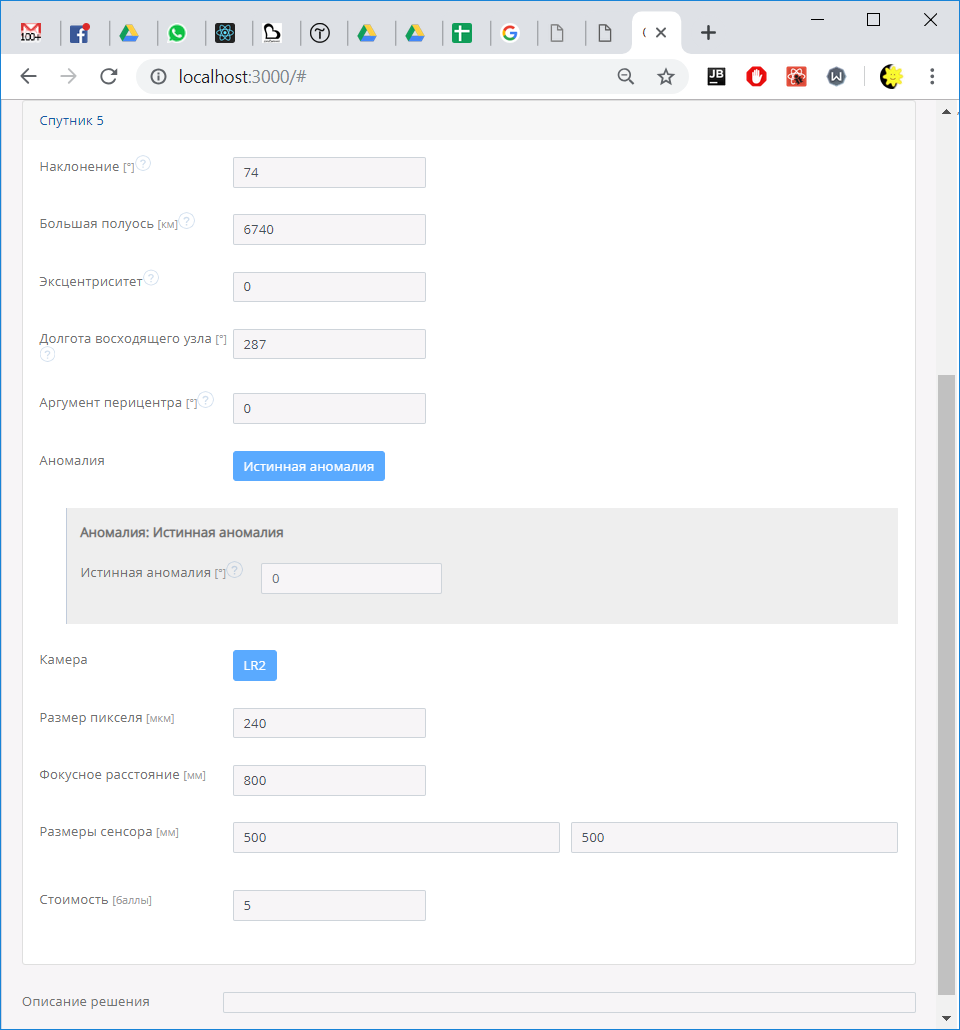 100+
localhost:3000/#
JB
W
Спутник 5
Наклонение [°] ?
74
Большая полуось [км] ?
6740
Эксцентриситет ?
0
Долгота восходящего узла [°]
?
287
Аргумент перицентра [°] ?
0
Аномалия
Истинная аномалия
Аномалия: Истинная аномалия
Истинная аномалия [°] ?
0
Камера
LR2
Размер пикселя [мкм]
240
Фокусное расстояние [мм]
800
Размеры сенсора [мм]
500
500
Стоимость [баллы]
5
Описание решения